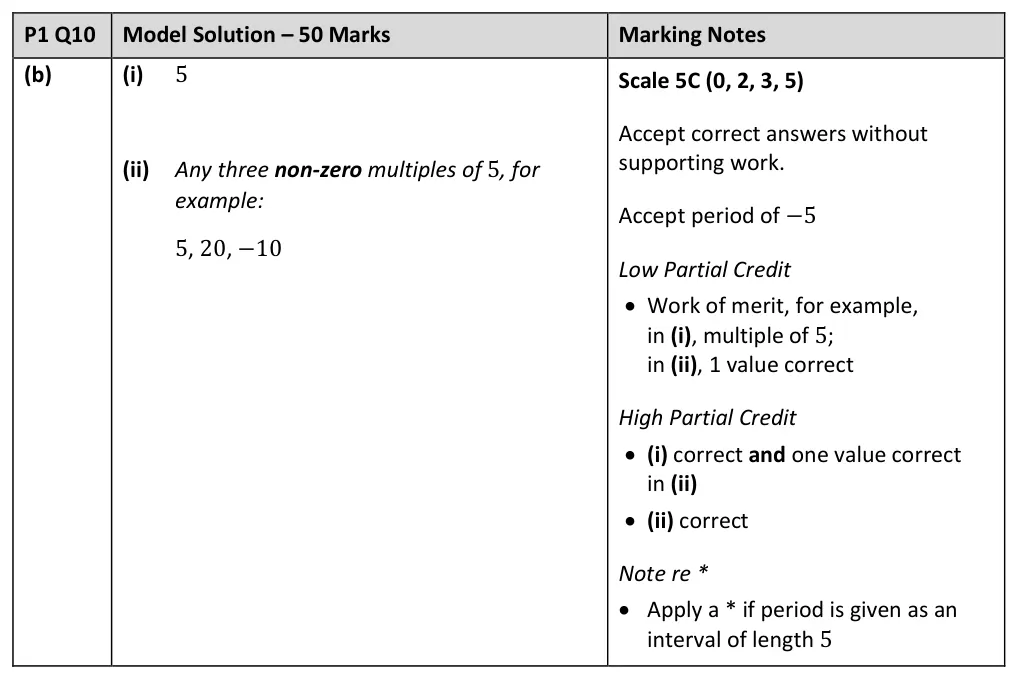 P1 Q10 Model Solution – 50 Marks Marking Notes
(b) (i) 5
(ii) Any three non-zero multiples of 5, for
example:
5, 20, −10
Scale 5C (0, 2, 3, 5)
Accept correct answers without
supporting work.
Accept period of −5
Low Partial Credit
• Work of merit, for example,
in (i), multiple of 5;
in (ii), 1 value correct
High Partial Credit
• (i) correct and one value correct
in (ii)
• (ii) correct
Note re *
• Apply a * if period is given as an
interval of length 5